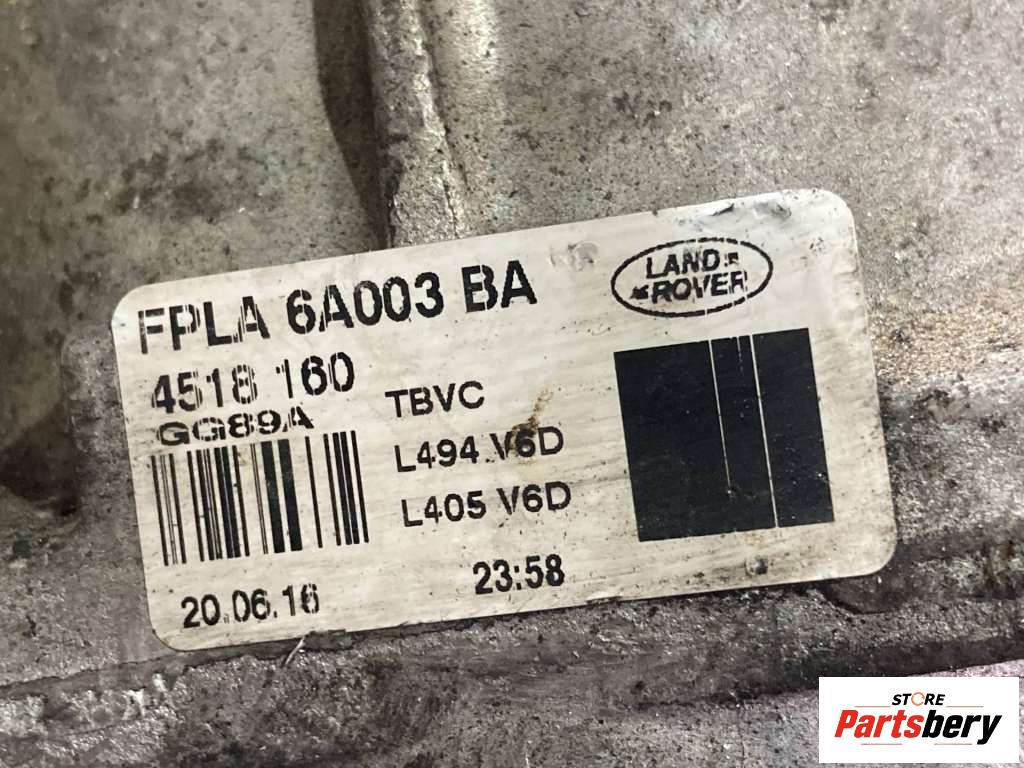 FPLA 6A003 BA
LAND ROVER
4518 160
GG89A
TBVC
L494 V6D
L405 V6D
20.06.16
23:58
STORE
Partsbery